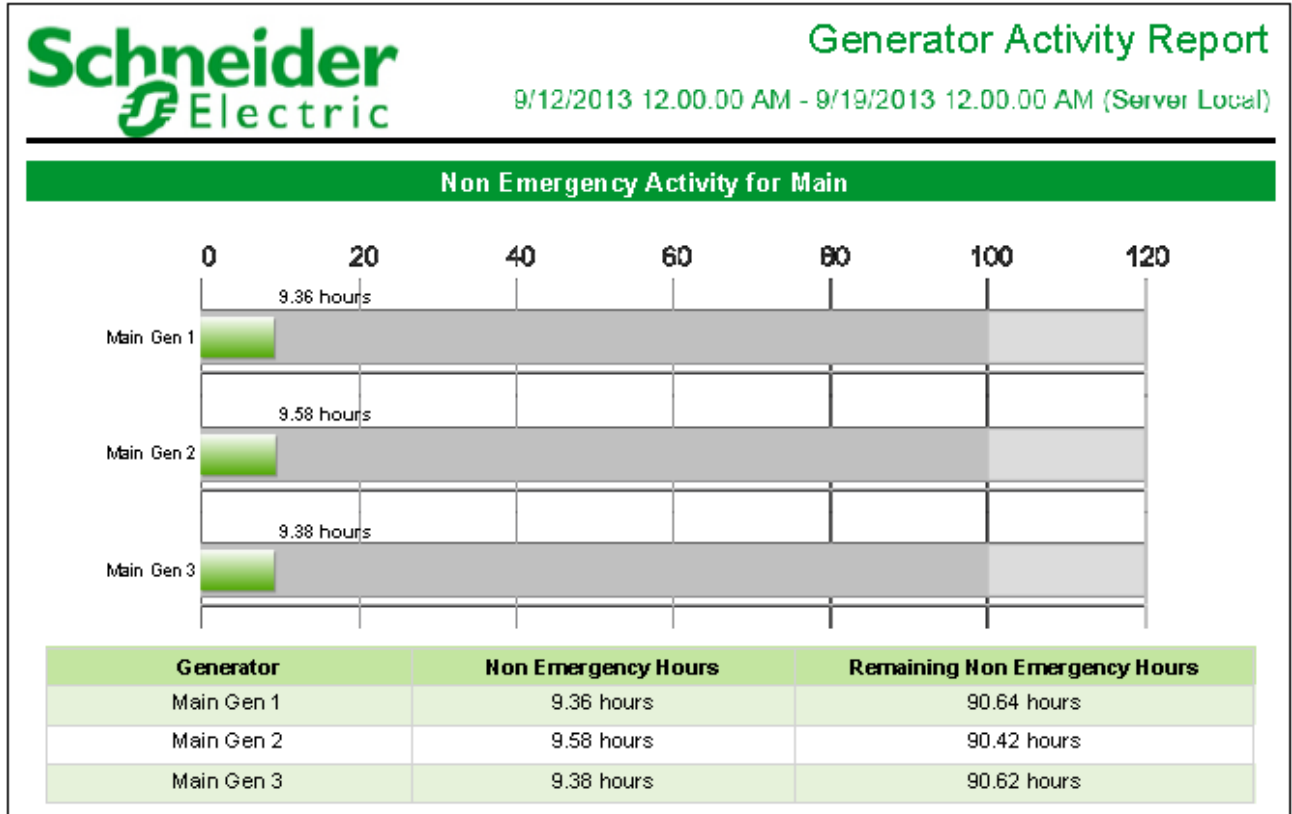 Schneider
Electric
Generator Activity Report
9/12/2013 12.00.00 AM - 9/19/2013 12.00.00 AM (Server Local)
Non Emergency Activity for Main
0 20 40 60 80 100 120
9.36 hours
Main Gen 1
9.58 hours
Main Gen 2
9.38 hours
Main Gen 3
Generator Non Emergency Hours Remaining Non Emergency Hours
Main Gen 1 9.36 hours 90.64 hours
Main Gen 2 9.58 hours 90.42 hours
Main Gen 3 9.38 hours 90.62 hours